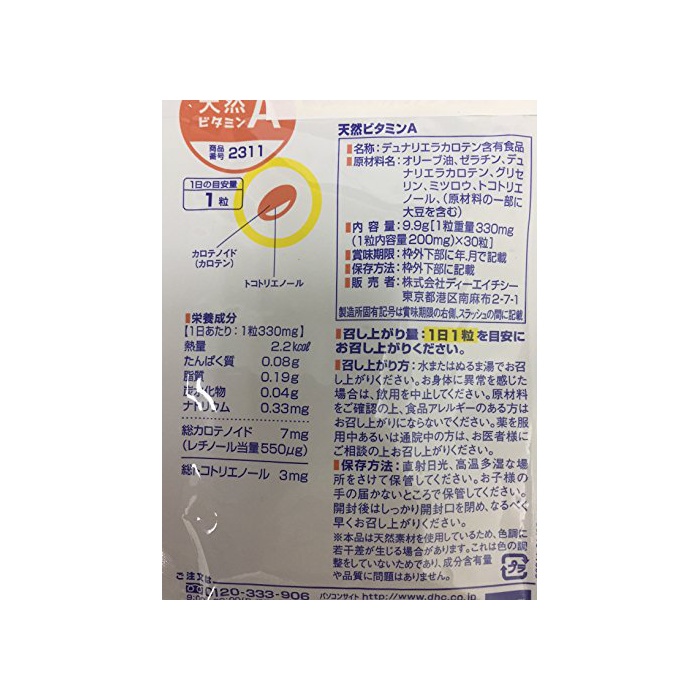 天然
ビタミン A
商品
番号 2311
1日の目安量
1粒
カロテノイド
(カロテン)
トコトリエノール
■栄養成分
【1日あたり:1粒330mg】
熱量 2.2kcal
たんぱく質 0.08g
脂質 0.19g
炭水化物 0.04g
ナトリウム 0.33mg
総カロテノイド 7mg
(レチノール当量550μg)
総トコトリエノール 3mg
天然ビタミンA
■名称:デュナリエラカロテン含有食品
■原材料名:オリーブ油、ゼラチン、デュ
ナリエラカロテン、グリセ
リン、ミツロウ、トコトリエ
ノール、(原材料の一部に
大豆を含む)
■内容量:9.9g[1粒重量330mg
(1粒内容量200mg)×30粒]
■賞味期限:枠外下部に年.月で記載
■保存方法:枠外下部に記載
■販売者:株式会社ディーエイチシー
東京都港区南麻布2-7-1
製造所固有記号は賞味期限の右側、スラッシュの間に記載
■召し上がり量:1日1粒を目安に
お召し上がりください。
■召し上がり方:水またはぬるま湯でお召
し上がりください。お身体に異常を感じた
場合は、飲用を中止してください。原材料
をご確認の上、食品アレルギーのある方はお
召し上がりにならないでください。薬を服
用中あるいは通院中の方は、お医者様に
ご相談の上お召し上がりください。
■保存方法:直射日光、高温多湿な場
所をさけて保管してください。お子様の
手の届かないところで保管してください。
開封後はしっかり開封口を閉め、なるべく
早くお召し上がりください。
※本品は天然素材を使用しているため、色調に
若干差が生じる場合があります。これは色の調
整をしていないためであり、成分含有量
や品質に問題はありません。
プラ
ご注文は
0120-333-906
パソコンサイト http://www.dhc.co.jp